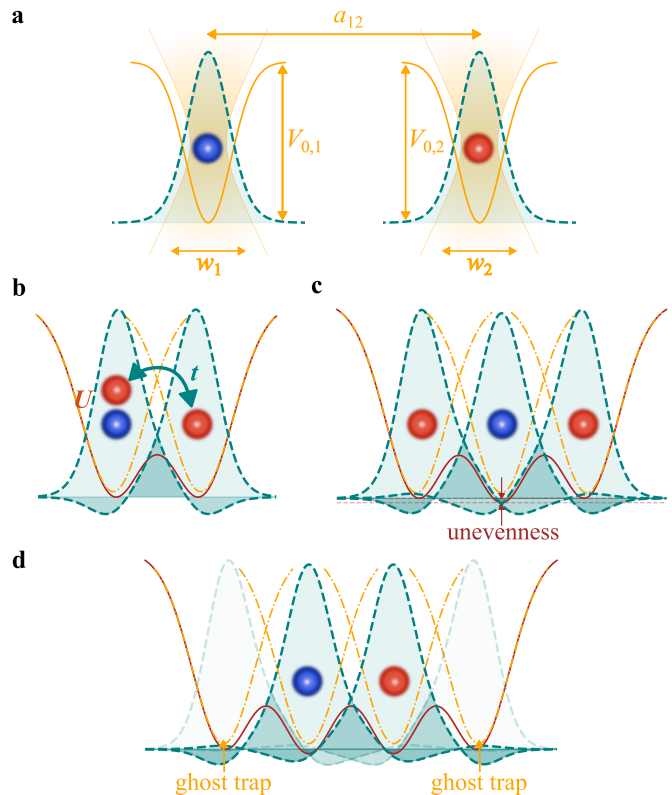 a
a₁₂
V₀,₁
V₀,₂
w₁
w₂
b
c
U
t
unevenness
d
ghost trap
ghost trap